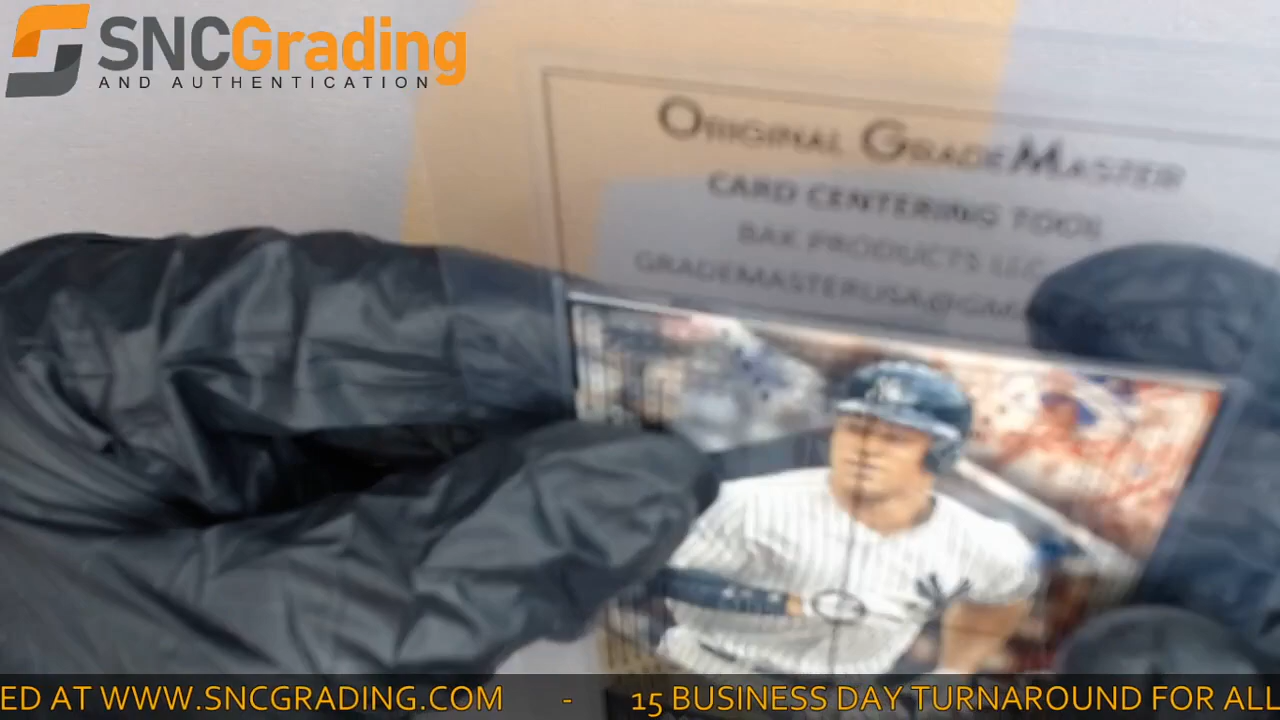 SNCGrading
AND AUTHENTICATION
ORIGINAL GRADEMASTER
CARD CENTERING TOOL
BAK PRODUCTS LLC
ED AT WWW.SNCGRADING.COM - 15 BUSINESS DAY TURNAROUND FOR ALL